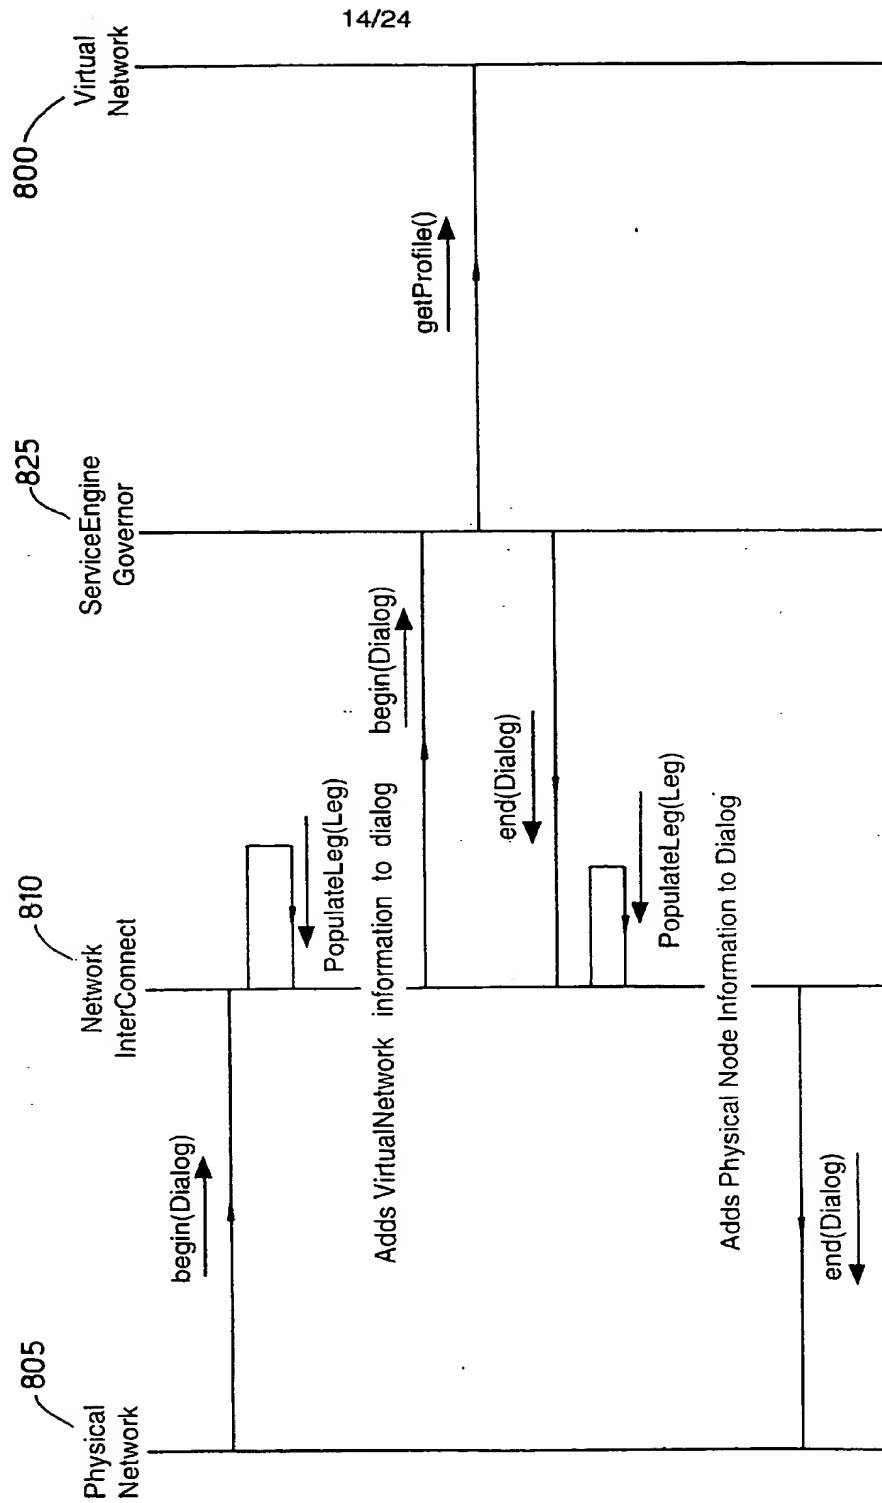 14/24
805
Physical
Network
810
Network
InterConnect
825
ServiceEngine
Governor
800
Virtual
Network
begin(Dialog)
PopulateLeg(Leg)
Adds VirtualNetwork information to dialog
begin(Dialog)
getProfile()
end(Dialog)
PopulateLeg(Leg)
Adds Physical Node Information to Dialog
end(Dialog)